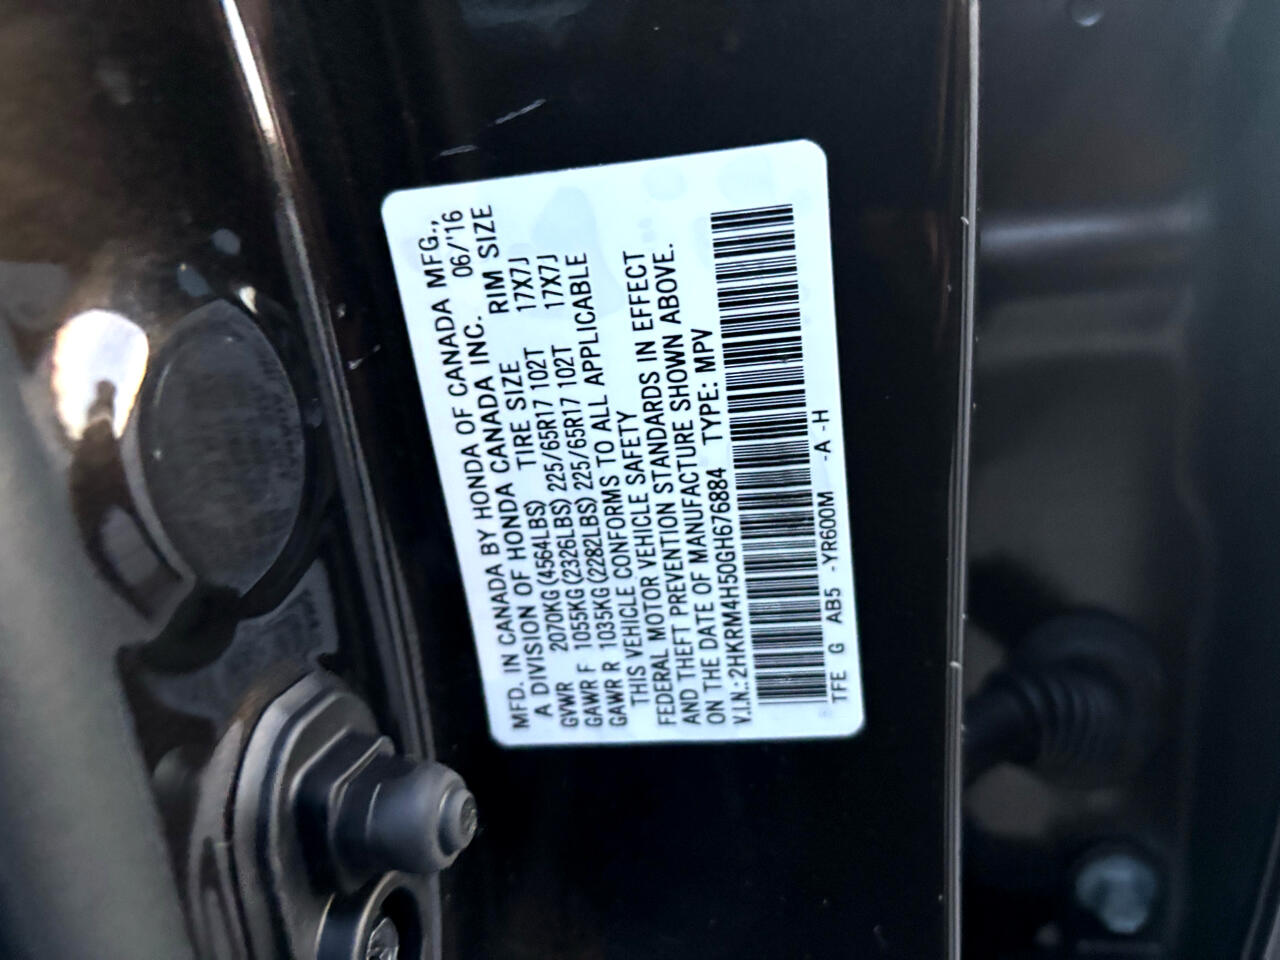 MFD. IN CANADA BY HONDA OF CANADA MFG.,
A DIVISION OF HONDA CANADA INC. 06/'16
TIRE SIZE RIM SIZE
GVWR 2070KG(4564LBS)
GAWR F 1055KG(2326LBS) 225/65R17 102T 17X7J
GAWR R 1035KG(2282LBS) 225/65R17 102T 17X7J
THIS VEHICLE CONFORMS TO ALL APPLICABLE
FEDERAL MOTOR VEHICLE SAFETY
AND THEFT PREVENTION STANDARDS IN EFFECT
ON THE DATE OF MANUFACTURE SHOWN ABOVE.
V.I.N.:2HKRM4H50GH676884 TYPE: MPV
TFE G AB5 -YR600M -A -H